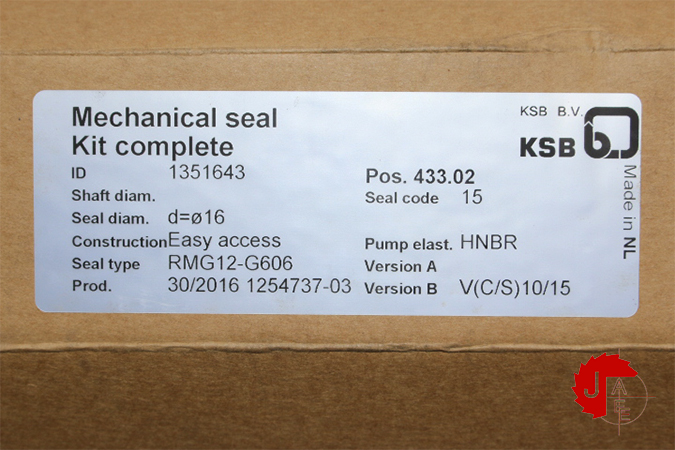 Mechanical seal
Kit complete
KSB B.V.
KSB
Made in NL
ID 1351643
Pos. 433.02
Shaft diam.
Seal code 15
Seal diam. d=ø16
Construction Easy access
Pump elast. HNBR
Seal type RMG12-G606
Version A
Prod. 30/2016 1254737-03
Version B V(C/S)10/15
J